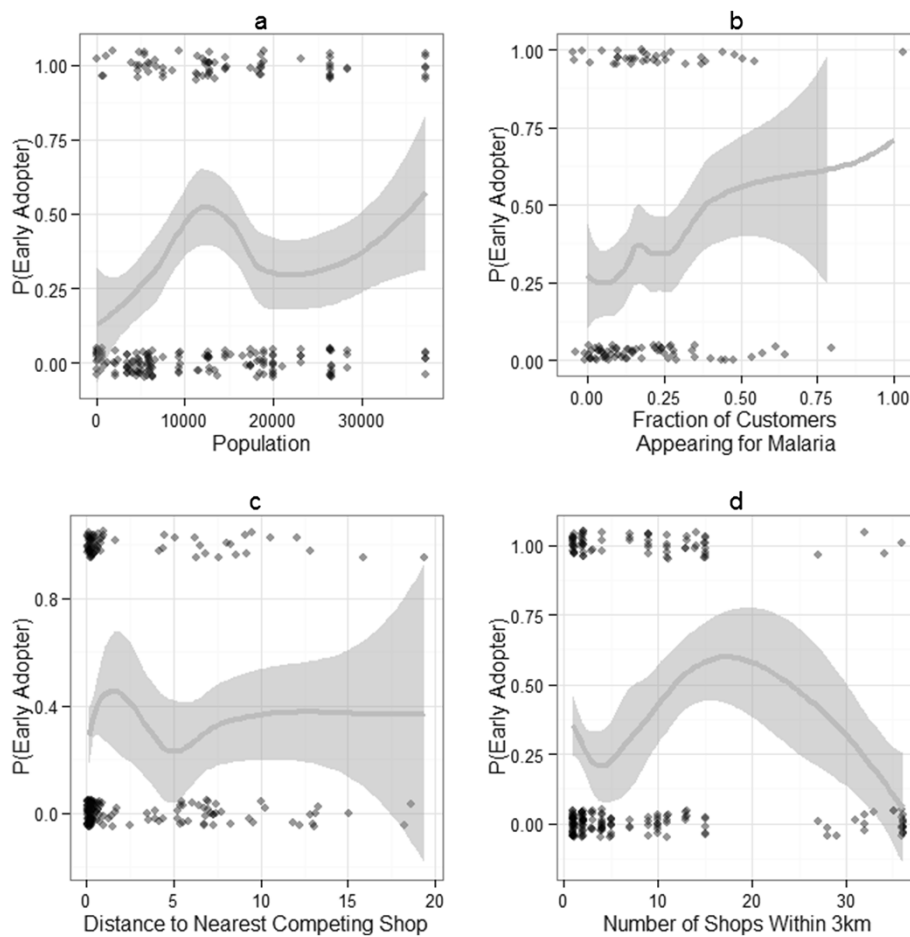 a
P(Early Adopter)
1.00
0.75
0.50
0.25
0.00
0 10000 20000 30000
Population
b
P(Early Adopter)
1.00
0.75
0.50
0.25
0.00
0.00 0.25 0.50 0.75 1.00
Fraction of Customers
Appearing for Malaria
c
P(Early Adopter)
0.8
0.4
0.0
0 5 10 15 20
Distance to Nearest Competing Shop
d
P(Early Adopter)
1.00
0.75
0.50
0.25
0.00
0 10 20 30
Number of Shops Within 3km